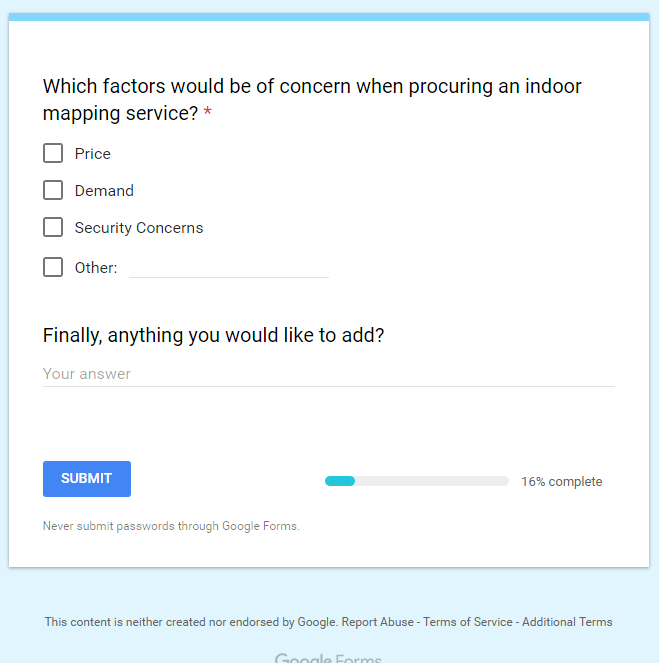 Which factors would be of concern when procuring an indoor
mapping service? *
Price
Demand
Security Concerns
Other:
Finally, anything you would like to add?
Your answer
SUBMIT
16% complete
Never submit passwords through Google Forms.
This content is neither created nor endorsed by Google. Report Abuse - Terms of Service - Additional Terms
Google Forms